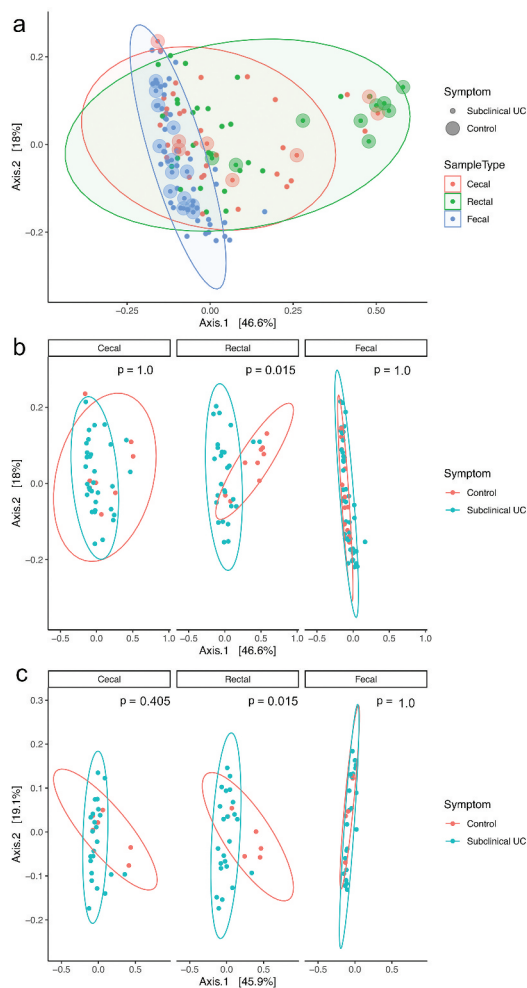 a
0.2
0.0
−0.2
Axis.2 [18%]
−0.25
0.00
0.25
0.50
Axis.1 [46.6%]
Symptom
Subclinical UC
Control
SampleType
Cecal
Rectal
Fecal
b
Cecal
Rectal
Fecal
p = 1.0
p = 0.015
p = 1.0
0.2
0.0
−0.2
Axis.2 [18%]
−0.5 0.0 0.5 1.0
−0.5 0.0 0.5 1.0
−0.5 0.0 0.5 1.0
Axis.1 [46.6%]
Symptom
Control
Subclinical UC
c
Cecal
Rectal
Fecal
p = 0.405
p = 0.015
p = 1.0
0.3
0.2
0.1
0.0
−0.1
−0.2
Axis.2 [19.1%]
−0.5 0.0 0.5
−0.5 0.0 0.5
−0.5 0.0 0.5
Axis.1 [45.9%]
Symptom
Control
Subclinical UC